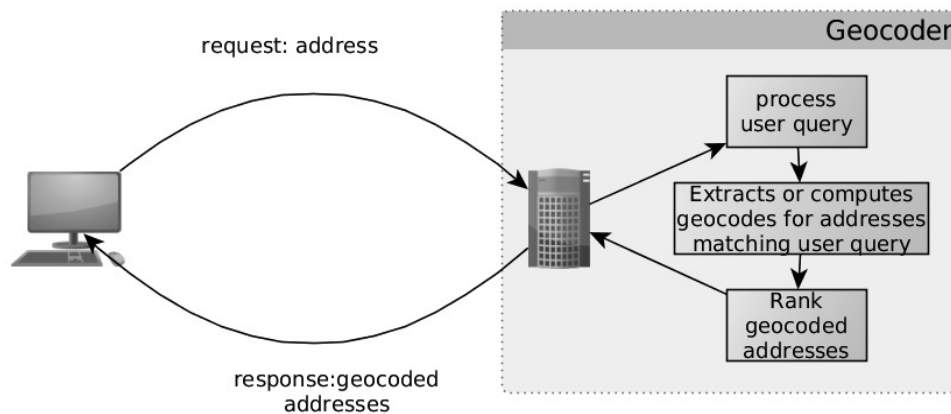 request: address
Geocoder
process
user query
Extracts or computes
geocodes for addresses
matching user query
Rank
geocoded
addresses
response:geocoded
addresses